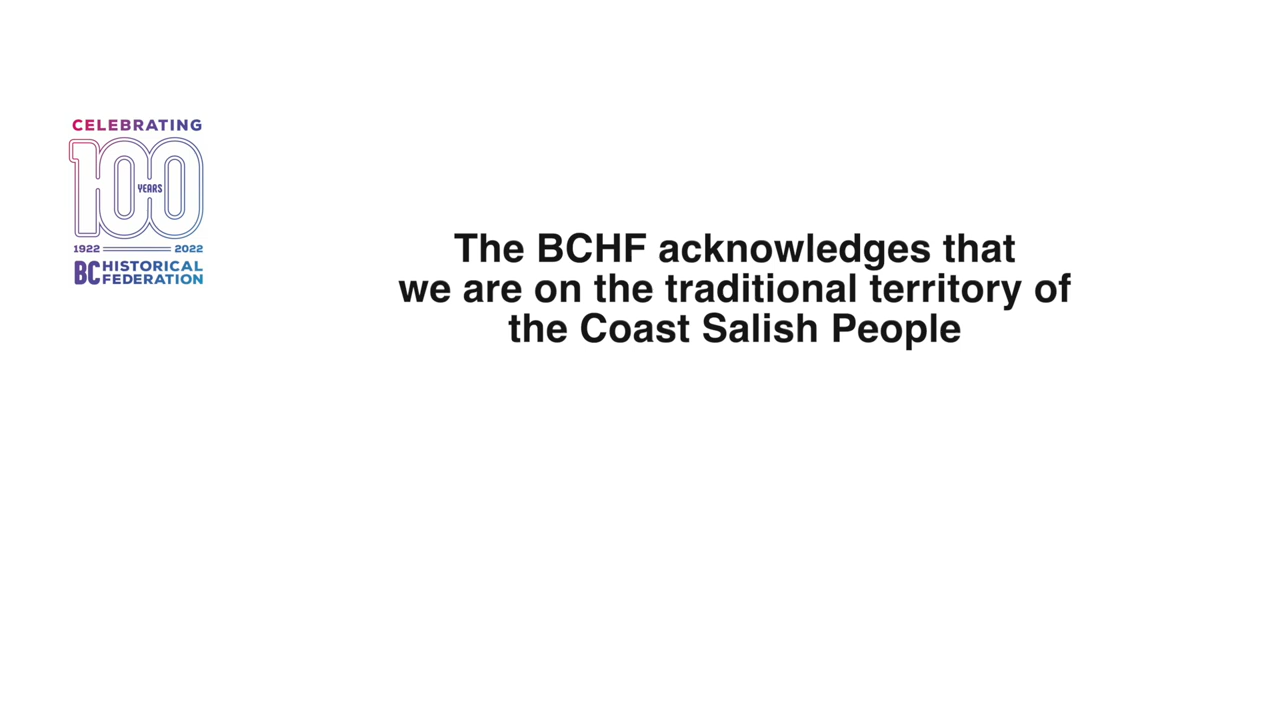 CELEBRATING
100
YEARS
1922 2022
BC HISTORICAL
FEDERATION
The BCHF acknowledges that
we are on the traditional territory of
the Coast Salish People